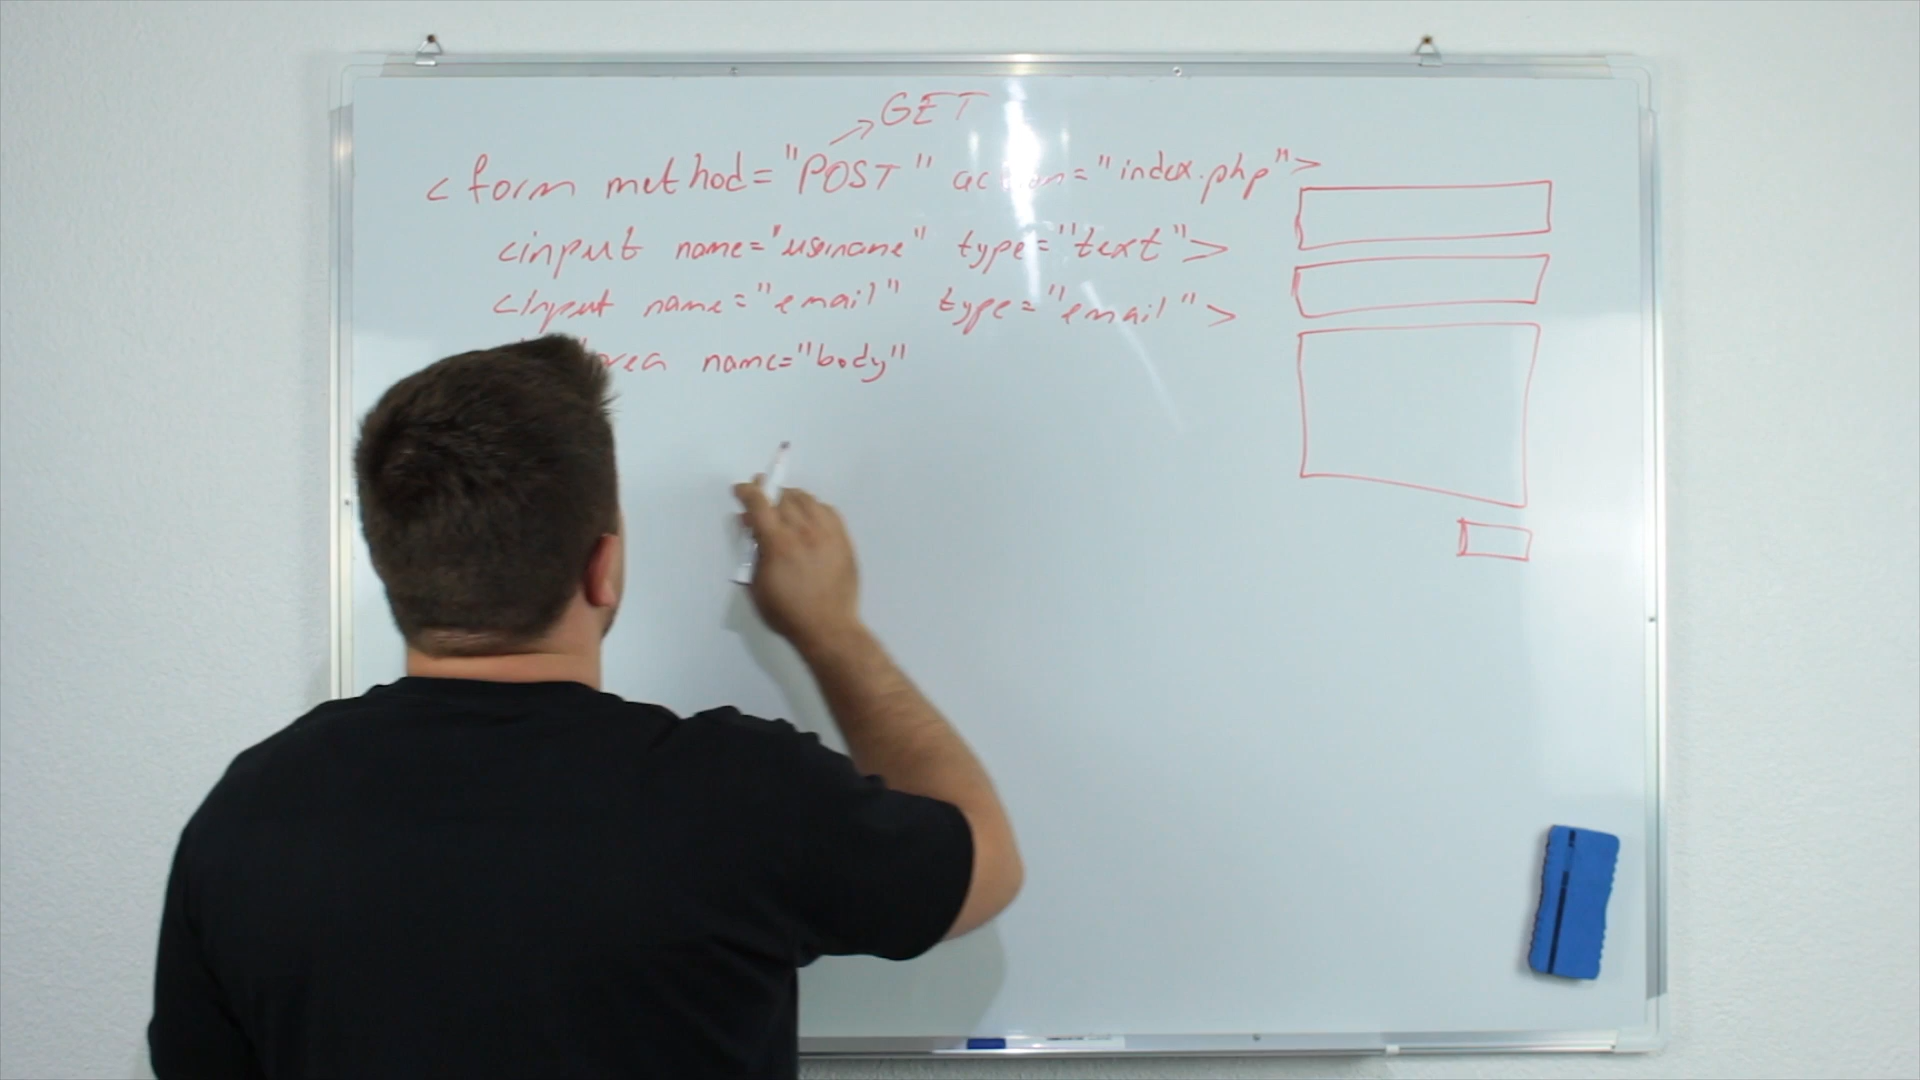 GET
< form method="POST" action="index.php">
<input name="username" type="text">
<input name="email" type="email">
name="body"